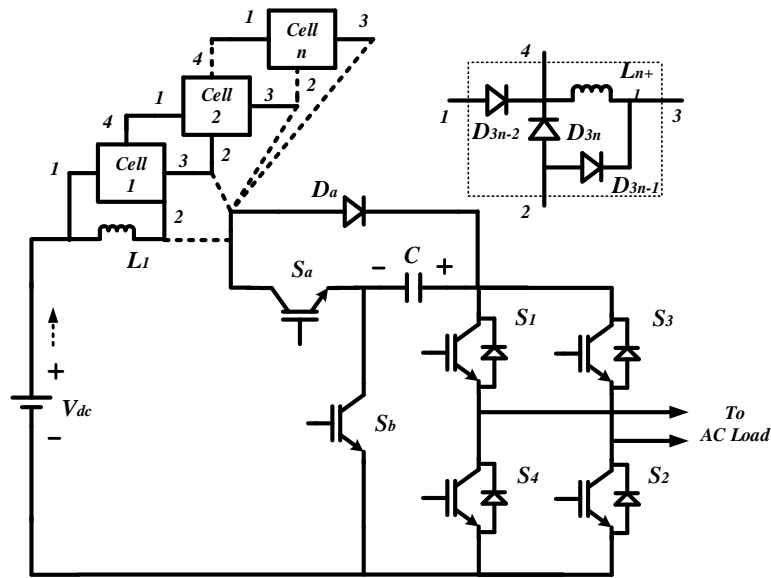 1
Cell
n
3
4
2
1
Cell
2
3
4
2
1
Cell
1
3
2
L1
4
Ln+
1
1
D3n-2
D3n
3
D3n-1
2
Da
Sa
−
C
+
S1
S3
+
Vdc
−
Sb
To
AC Load
S4
S2